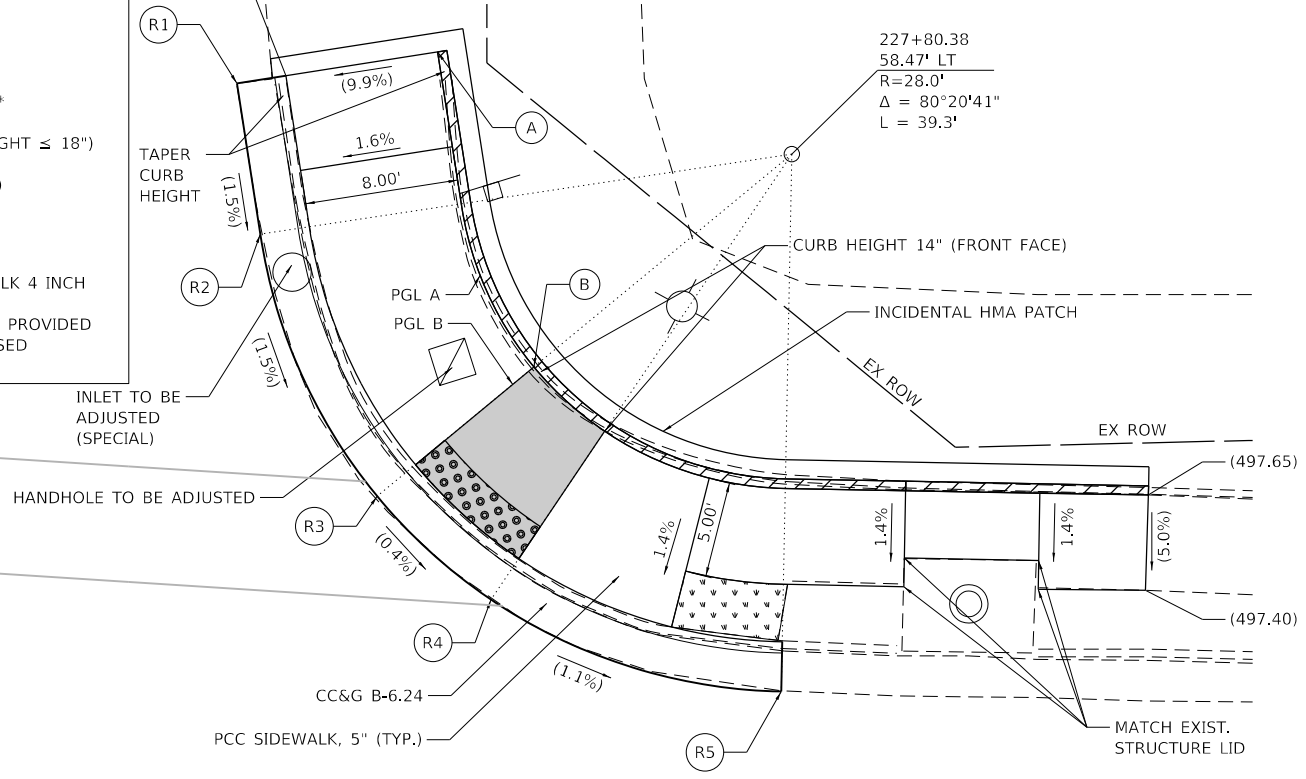 R1
*
GHT ≤ 18")
)
LK 4 INCH
PROVIDED
SED
(9.9%)
A
227+80.38
58.47' LT
R=28.0'
Δ = 80°20'41"
L = 39.3'
TAPER
CURB
HEIGHT
1.6%
8.00'
(1.5%)
CURB HEIGHT 14" (FRONT FACE)
R2
PGL A
B
PGL B
INCIDENTAL HMA PATCH
(1.5%)
EX ROW
INLET TO BE
ADJUSTED
(SPECIAL)
EX ROW
(497.65)
HANDHOLE TO BE ADJUSTED
R3
(0.4%)
1.4%
5.00'
1.4%
1.4%
(5.0%)
(497.40)
R4
(1.1%)
CC&G B-6.24
PCC SIDEWALK, 5" (TYP.)
R5
MATCH EXIST.
STRUCTURE LID